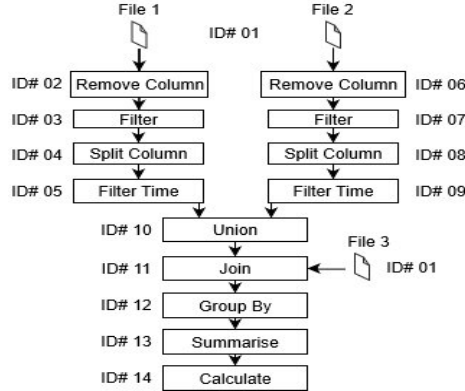 File 1 ID# 01 File 2
ID# 02 Remove Column Remove Column ID# 06
ID# 03 Filter Filter ID# 07
ID# 04 Split Column Split Column ID# 08
ID# 05 Filter Time Filter Time ID# 09
ID# 10 Union
File 3
ID# 11 Join ID# 01
ID# 12 Group By
ID# 13 Summarise
ID# 14 Calculate